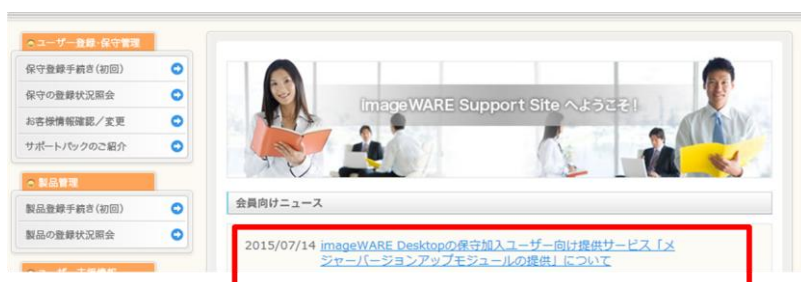 ユーザー登録・保守管理
保守登録手続き(初回)
保守の登録状況照会
お客様情報確認/変更
サポートパックのご紹介
製品管理
製品登録手続き(初回)
製品の登録状況照会
imageWARE Support Site へようこそ!
会員向けニュース
2015/07/14 imageWARE Desktopの保守加入ユーザー向け提供サービス「メ
ジャーバージョンアップモジュールの提供」について